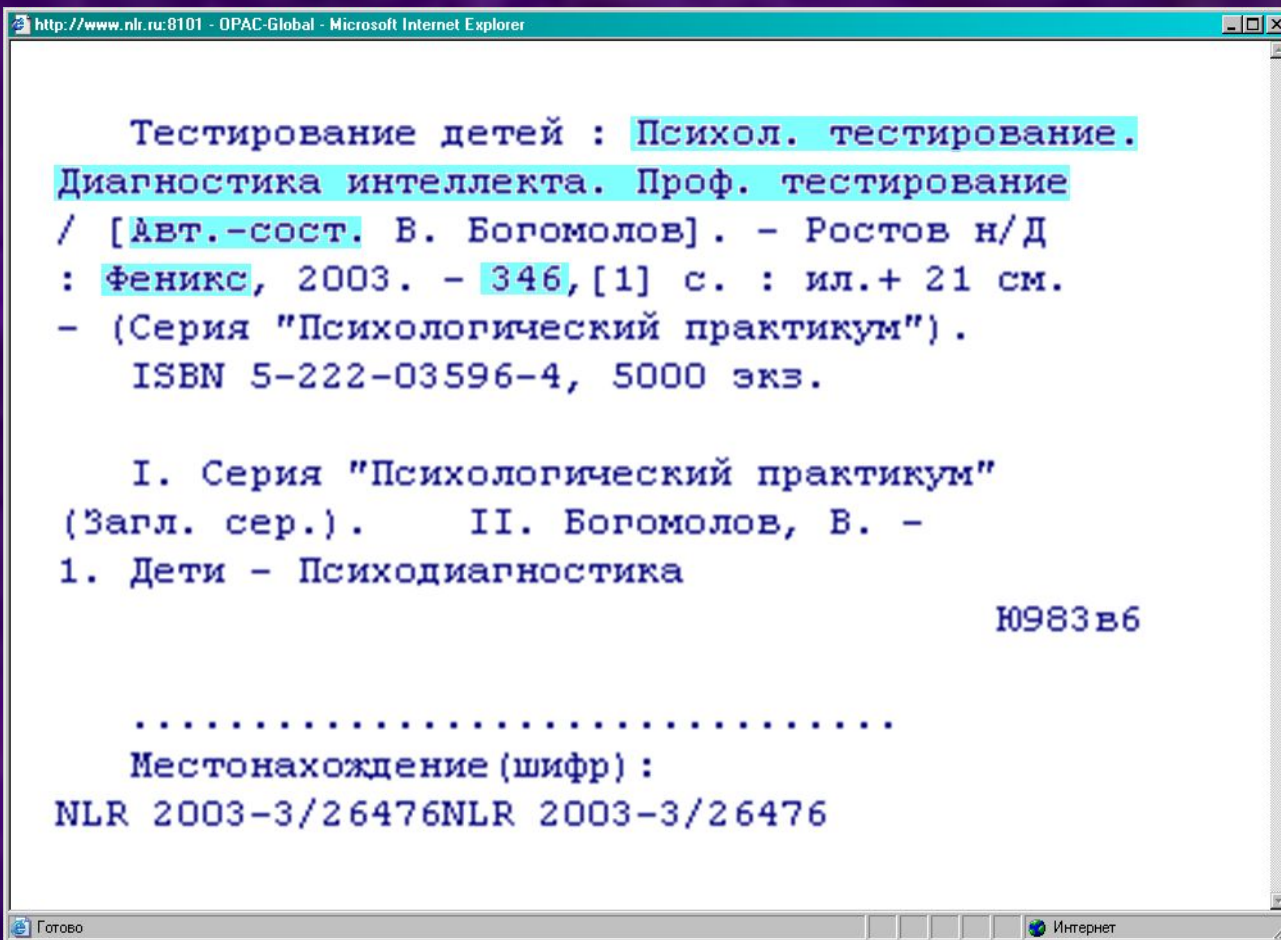 http://www.nlr.ru:8101 - OPAC-Global - Microsoft Internet Explorer
Тестирование детей : Психол. тестирование.
Диагностика интеллекта. Проф. тестирование
/ [Авт.-сост. В. Богомолов]. - Ростов н/Д
: Феникс, 2003. - 346,[1] с. : ил.+ 21 см.
- (Серия "Психологический практикум").
ISBN 5-222-03596-4, 5000 экз.
I. Серия "Психологический практикум"
(Загл. сер.). II. Богомолов, В. -
1. Дети - Психодиагностика
Ю983в6
.................................
Местонахождение(шифр):
NLR 2003-3/26476NLR 2003-3/26476
Готово Интернет